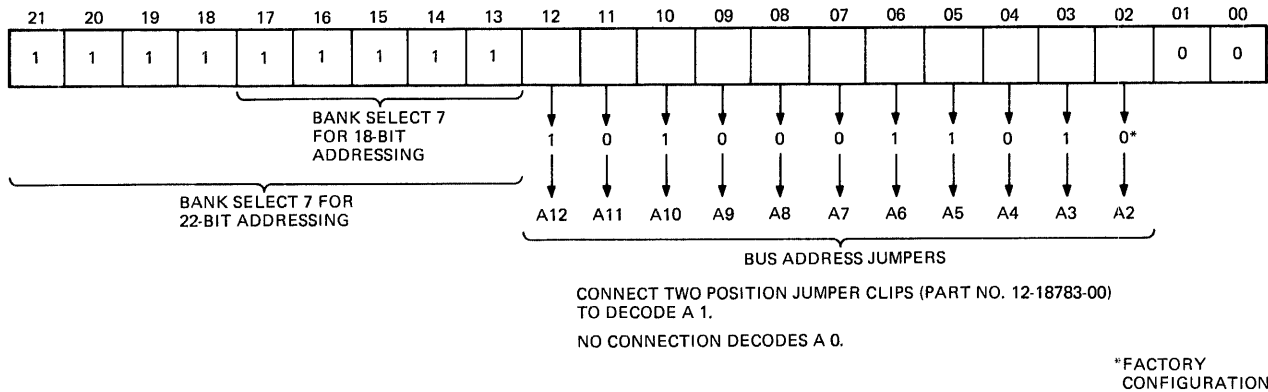 21 20 19 18 17 16 15 14 13 12 11 10 09 08 07 06 05 04 03 02 01 00
1 1 1 1 1 1 1 1 1 0 0
BANK SELECT 7
FOR 18-BIT
ADDRESSING
1 0 1 0 0 0 1 1 0 1 0*
BANK SELECT 7 FOR
22-BIT ADDRESSING
A12 A11 A10 A9 A8 A7 A6 A5 A4 A3 A2
BUS ADDRESS JUMPERS
CONNECT TWO POSITION JUMPER CLIPS (PART NO. 12-18783-00)
TO DECODE A 1.
NO CONNECTION DECODES A 0.
*FACTORY
CONFIGURATION